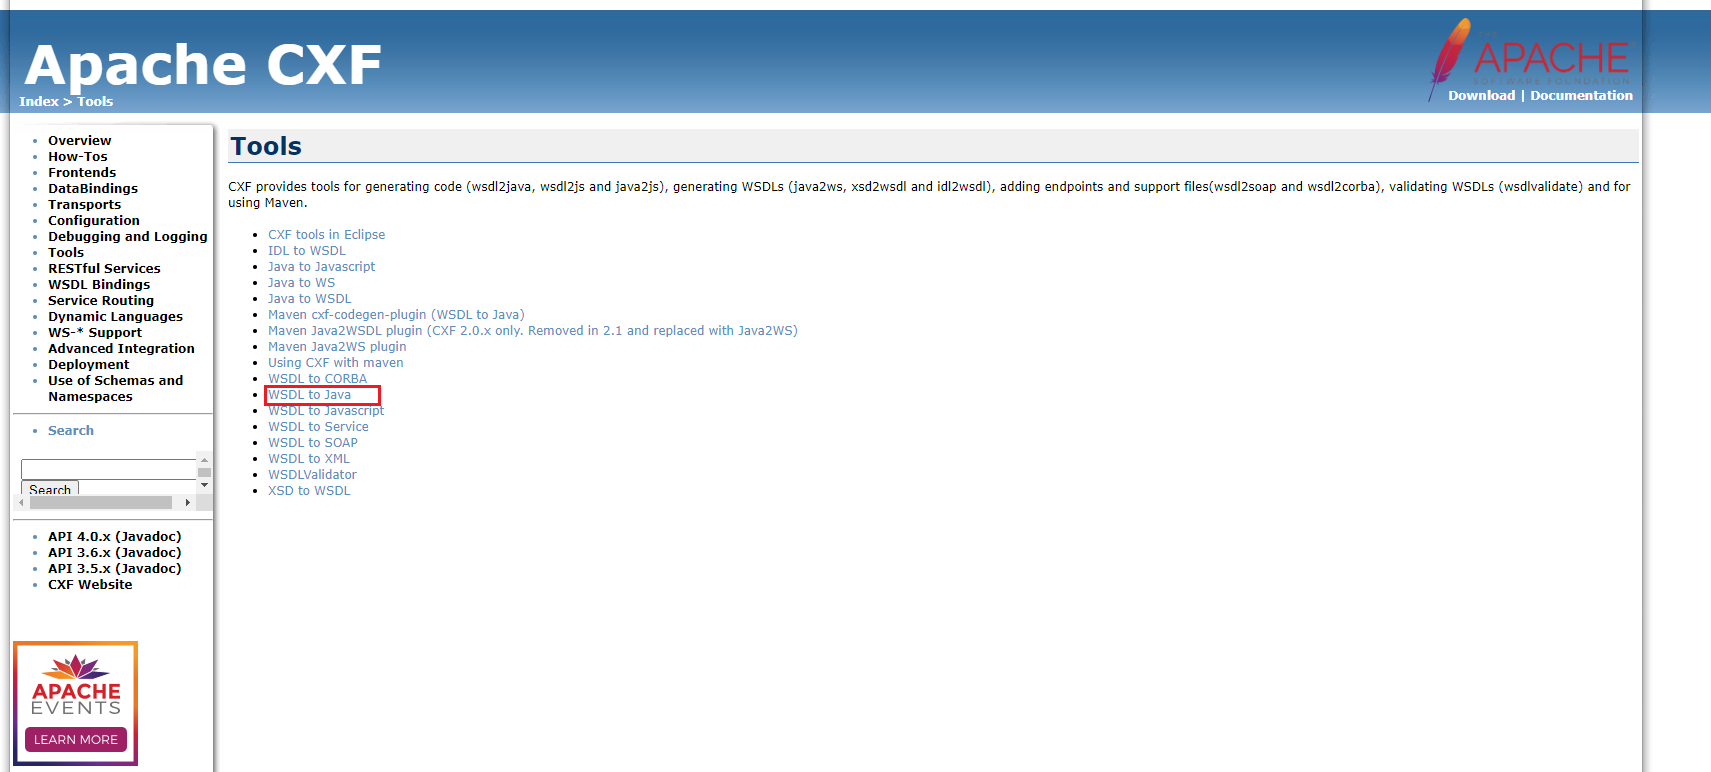 Apache CXF
Index > Tools
THE
APACHE
SOFTWARE FOUNDATION
Download | Documentation
Overview
How-Tos
Frontends
DataBindings
Transports
Configuration
Debugging and Logging
Tools
RESTful Services
WSDL Bindings
Service Routing
Dynamic Languages
WS-* Support
Advanced Integration
Deployment
Use of Schemas and
Namespaces
Search
Search
API 4.0.x (Javadoc)
API 3.6.x (Javadoc)
API 3.5.x (Javadoc)
CXF Website
APACHE
EVENTS
LEARN MORE
Tools
CXF provides tools for generating code (wsdl2java, wsdl2js and java2js), generating WSDLs (java2ws, xsd2wsdl and idl2wsdl), adding endpoints and support files(wsdl2soap and wsdl2corba), validating WSDLs (wsdlvalidate) and for
using Maven.
CXF tools in Eclipse
IDL to WSDL
Java to Javascript
Java to WS
Java to WSDL
Maven cxf-codegen-plugin (WSDL to Java)
Maven Java2WSDL plugin (CXF 2.0.x only. Removed in 2.1 and replaced with Java2WS)
Maven Java2WS plugin
Using CXF with maven
WSDL to CORBA
WSDL to Java
WSDL to Javascript
WSDL to Service
WSDL to SOAP
WSDL to XML
WSDLValidator
XSD to WSDL